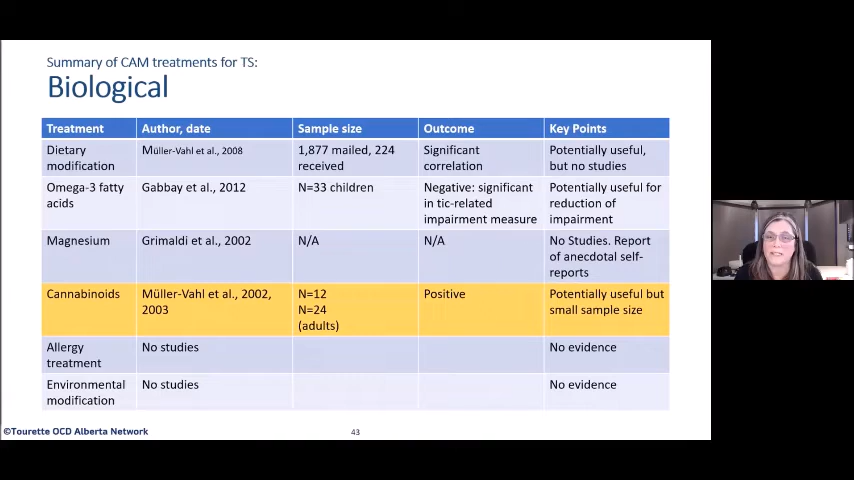 Summary of CAM treatments for TS:
Biological
Treatment Author, date Sample size Outcome Key Points
Dietary modification Müller-Vahl et al., 2008 1,877 mailed, 224 received Significant correlation Potentially useful, but no studies
Omega-3 fatty acids Gabbay et al., 2012 N=33 children Negative: significant in tic-related impairment measure Potentially useful for reduction of impairment
Magnesium Grimaldi et al., 2002 N/A N/A No Studies. Report of anecdotal self-reports
Cannabinoids Müller-Vahl et al., 2002, 2003 N=12 N=24 (adults) Positive Potentially useful but small sample size
Allergy treatment No studies No evidence
Environmental modification No studies No evidence
©Tourette OCD Alberta Network
43